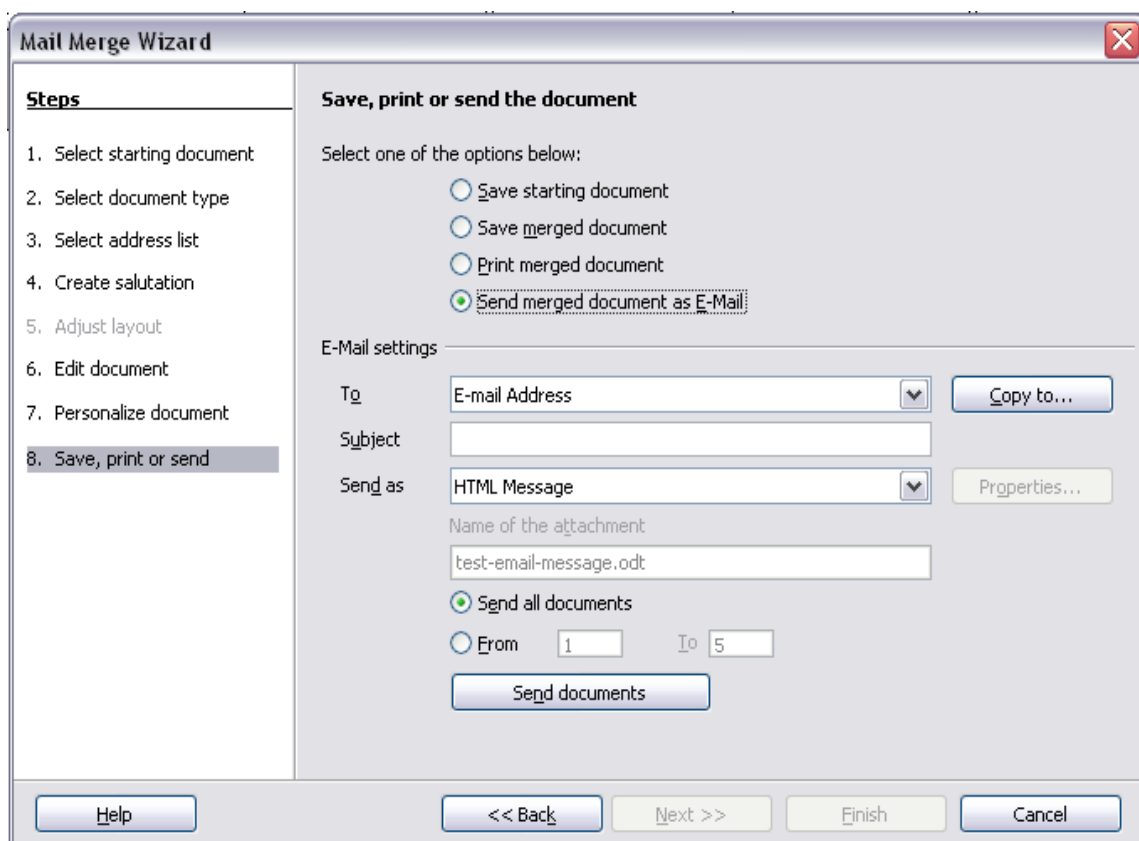 Mail Merge Wizard
Steps
1. Select starting document
2. Select document type
3. Select address list
4. Create salutation
5. Adjust layout
6. Edit document
7. Personalize document
8. Save, print or send
Save, print or send the document
Select one of the options below:
Save starting document
Save merged document
Print merged document
Send merged document as E-Mail
E-Mail settings
To E-mail Address Copy to...
Subject
Send as HTML Message Properties...
Name of the attachment
test-email-message.odt
Send all documents
From 1 To 5
Send documents
Help << Back Next >> Finish Cancel